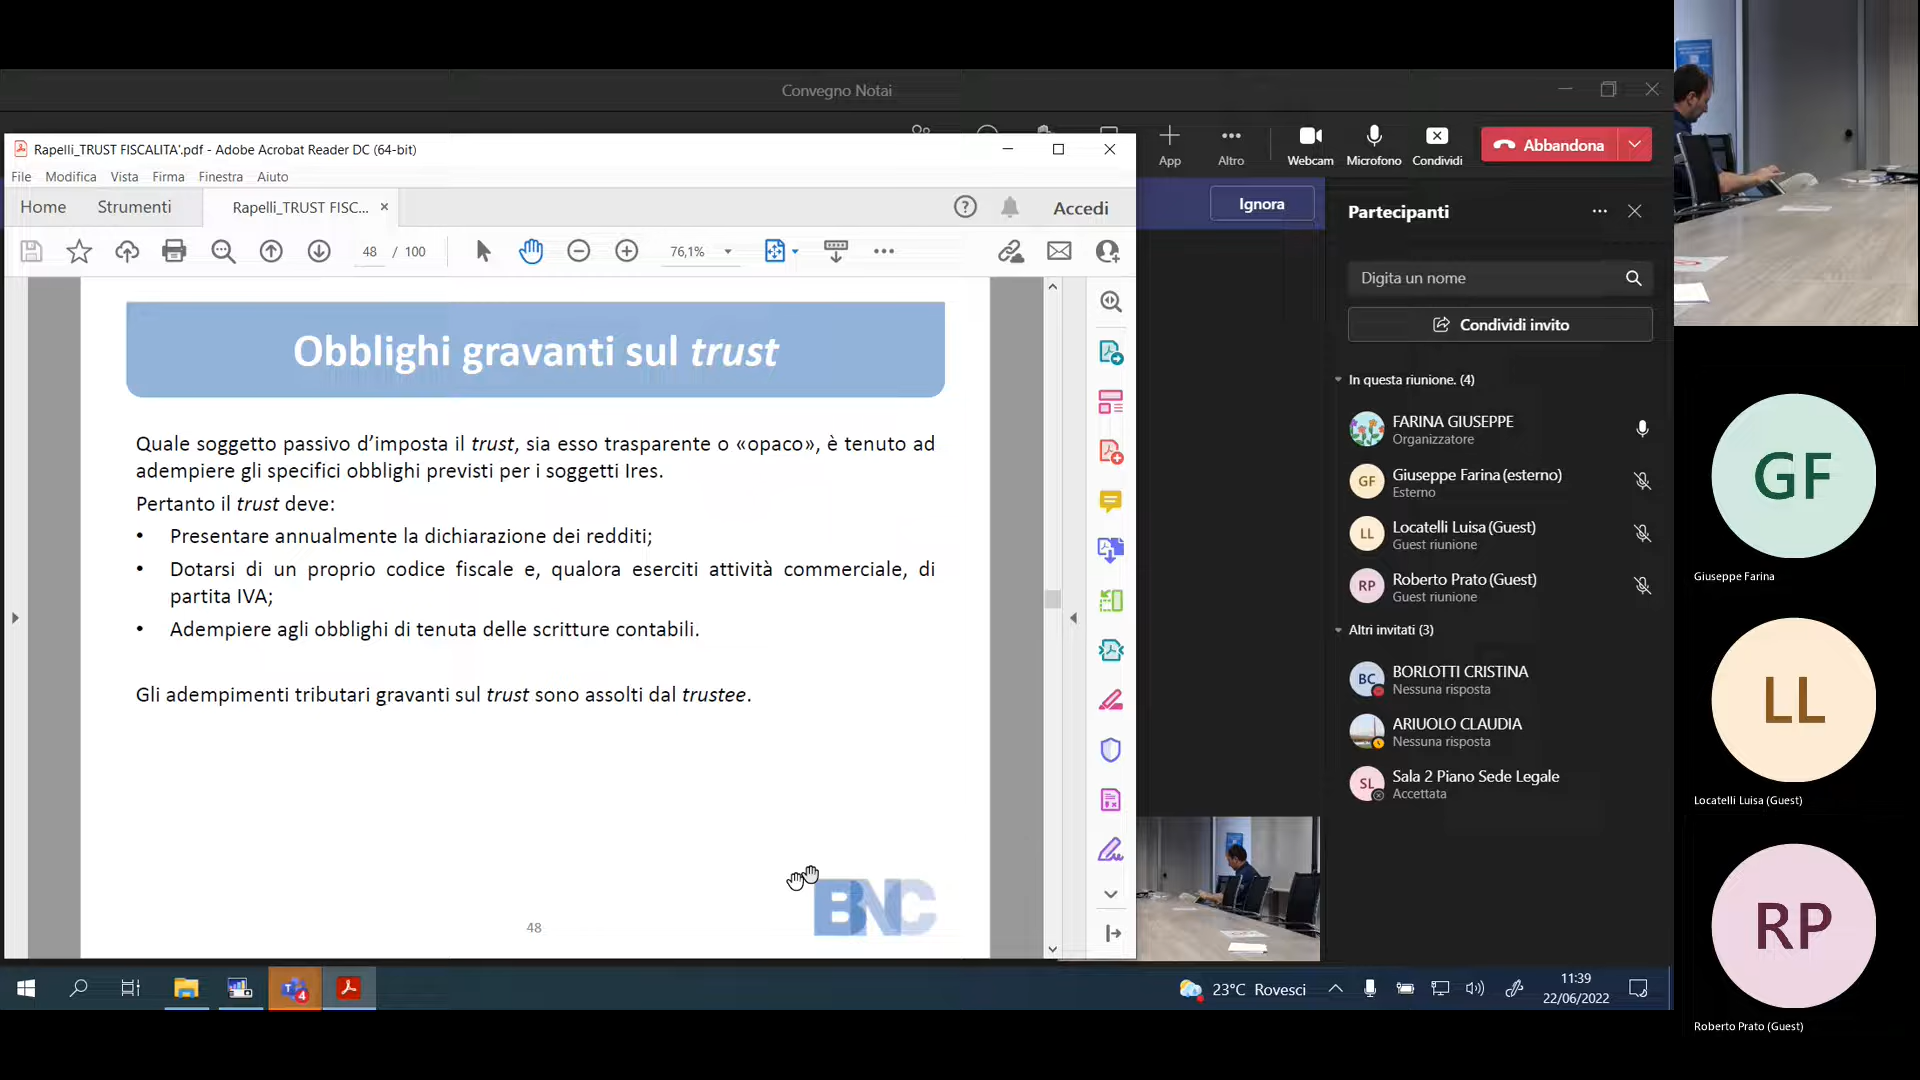 Convegno Notai
Rapelli_TRUST FISCALITA'.pdf - Adobe Acrobat Reader DC (64-bit)
File Modifica Vista Firma Finestra Aiuto
Home Strumenti Rapelli_TRUST FISC... Accedi
48 / 100 76,1%
App Altro Webcam Microfono Condividi Abbandona
Ignora
Obblighi gravanti sul trust
Quale soggetto passivo d’imposta il trust, sia esso trasparente o «opaco», è tenuto ad
adempiere gli specifici obblighi previsti per i soggetti Ires.
Pertanto il trust deve:
• Presentare annualmente la dichiarazione dei redditi;
• Dotarsi di un proprio codice fiscale e, qualora eserciti attività commerciale, di
partita IVA;
• Adempiere agli obblighi di tenuta delle scritture contabili.
Gli adempimenti tributari gravanti sul trust sono assolti dal trustee.
48
BNC
Partecipanti
Digita un nome
Condividi invito
In questa riunione. (4)
FARINA GIUSEPPE
Organizzatore
GF
Giuseppe Farina (esterno)
Esterno
LL
Locatelli Luisa (Guest)
Guest riunione
RP
Roberto Prato (Guest)
Guest riunione
Altri invitati (3)
BC
BORLOTTI CRISTINA
Nessuna risposta
ARIUOLO CLAUDIA
Nessuna risposta
SL
Sala 2 Piano Sede Legale
Accettata
GF
Giuseppe Farina
LL
Locatelli Luisa (Guest)
RP
Roberto Prato (Guest)
4
23°C Rovesci
11:39
22/06/2022